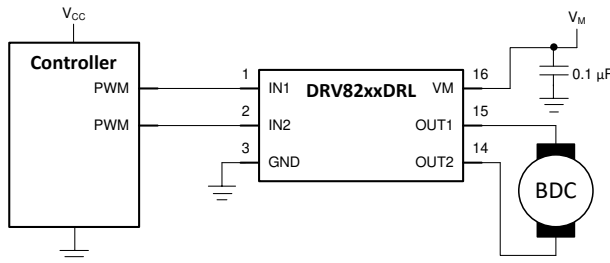 VCC
VM
Controller
PWM
PWM
1
2
3
IN1
IN2
GND
DRV82xxDRL
VM
OUT1
OUT2
16
15
14
0.1 µF
BDC